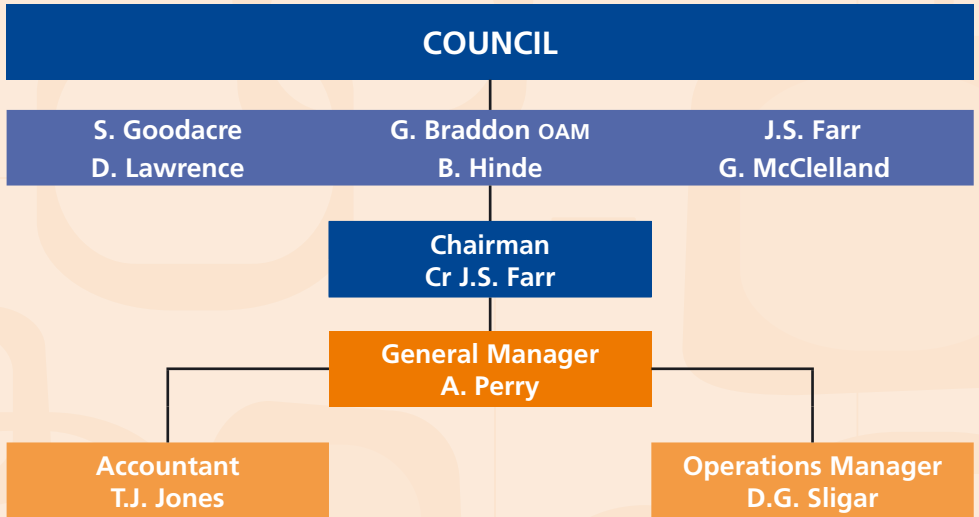 COUNCIL
S. Goodacre
D. Lawrence
G. Braddon OAM
B. Hinde
J.S. Farr
G. McClelland
Chairman
Cr J.S. Farr
General Manager
A. Perry
Accountant
T.J. Jones
Operations Manager
D.G. Sligar